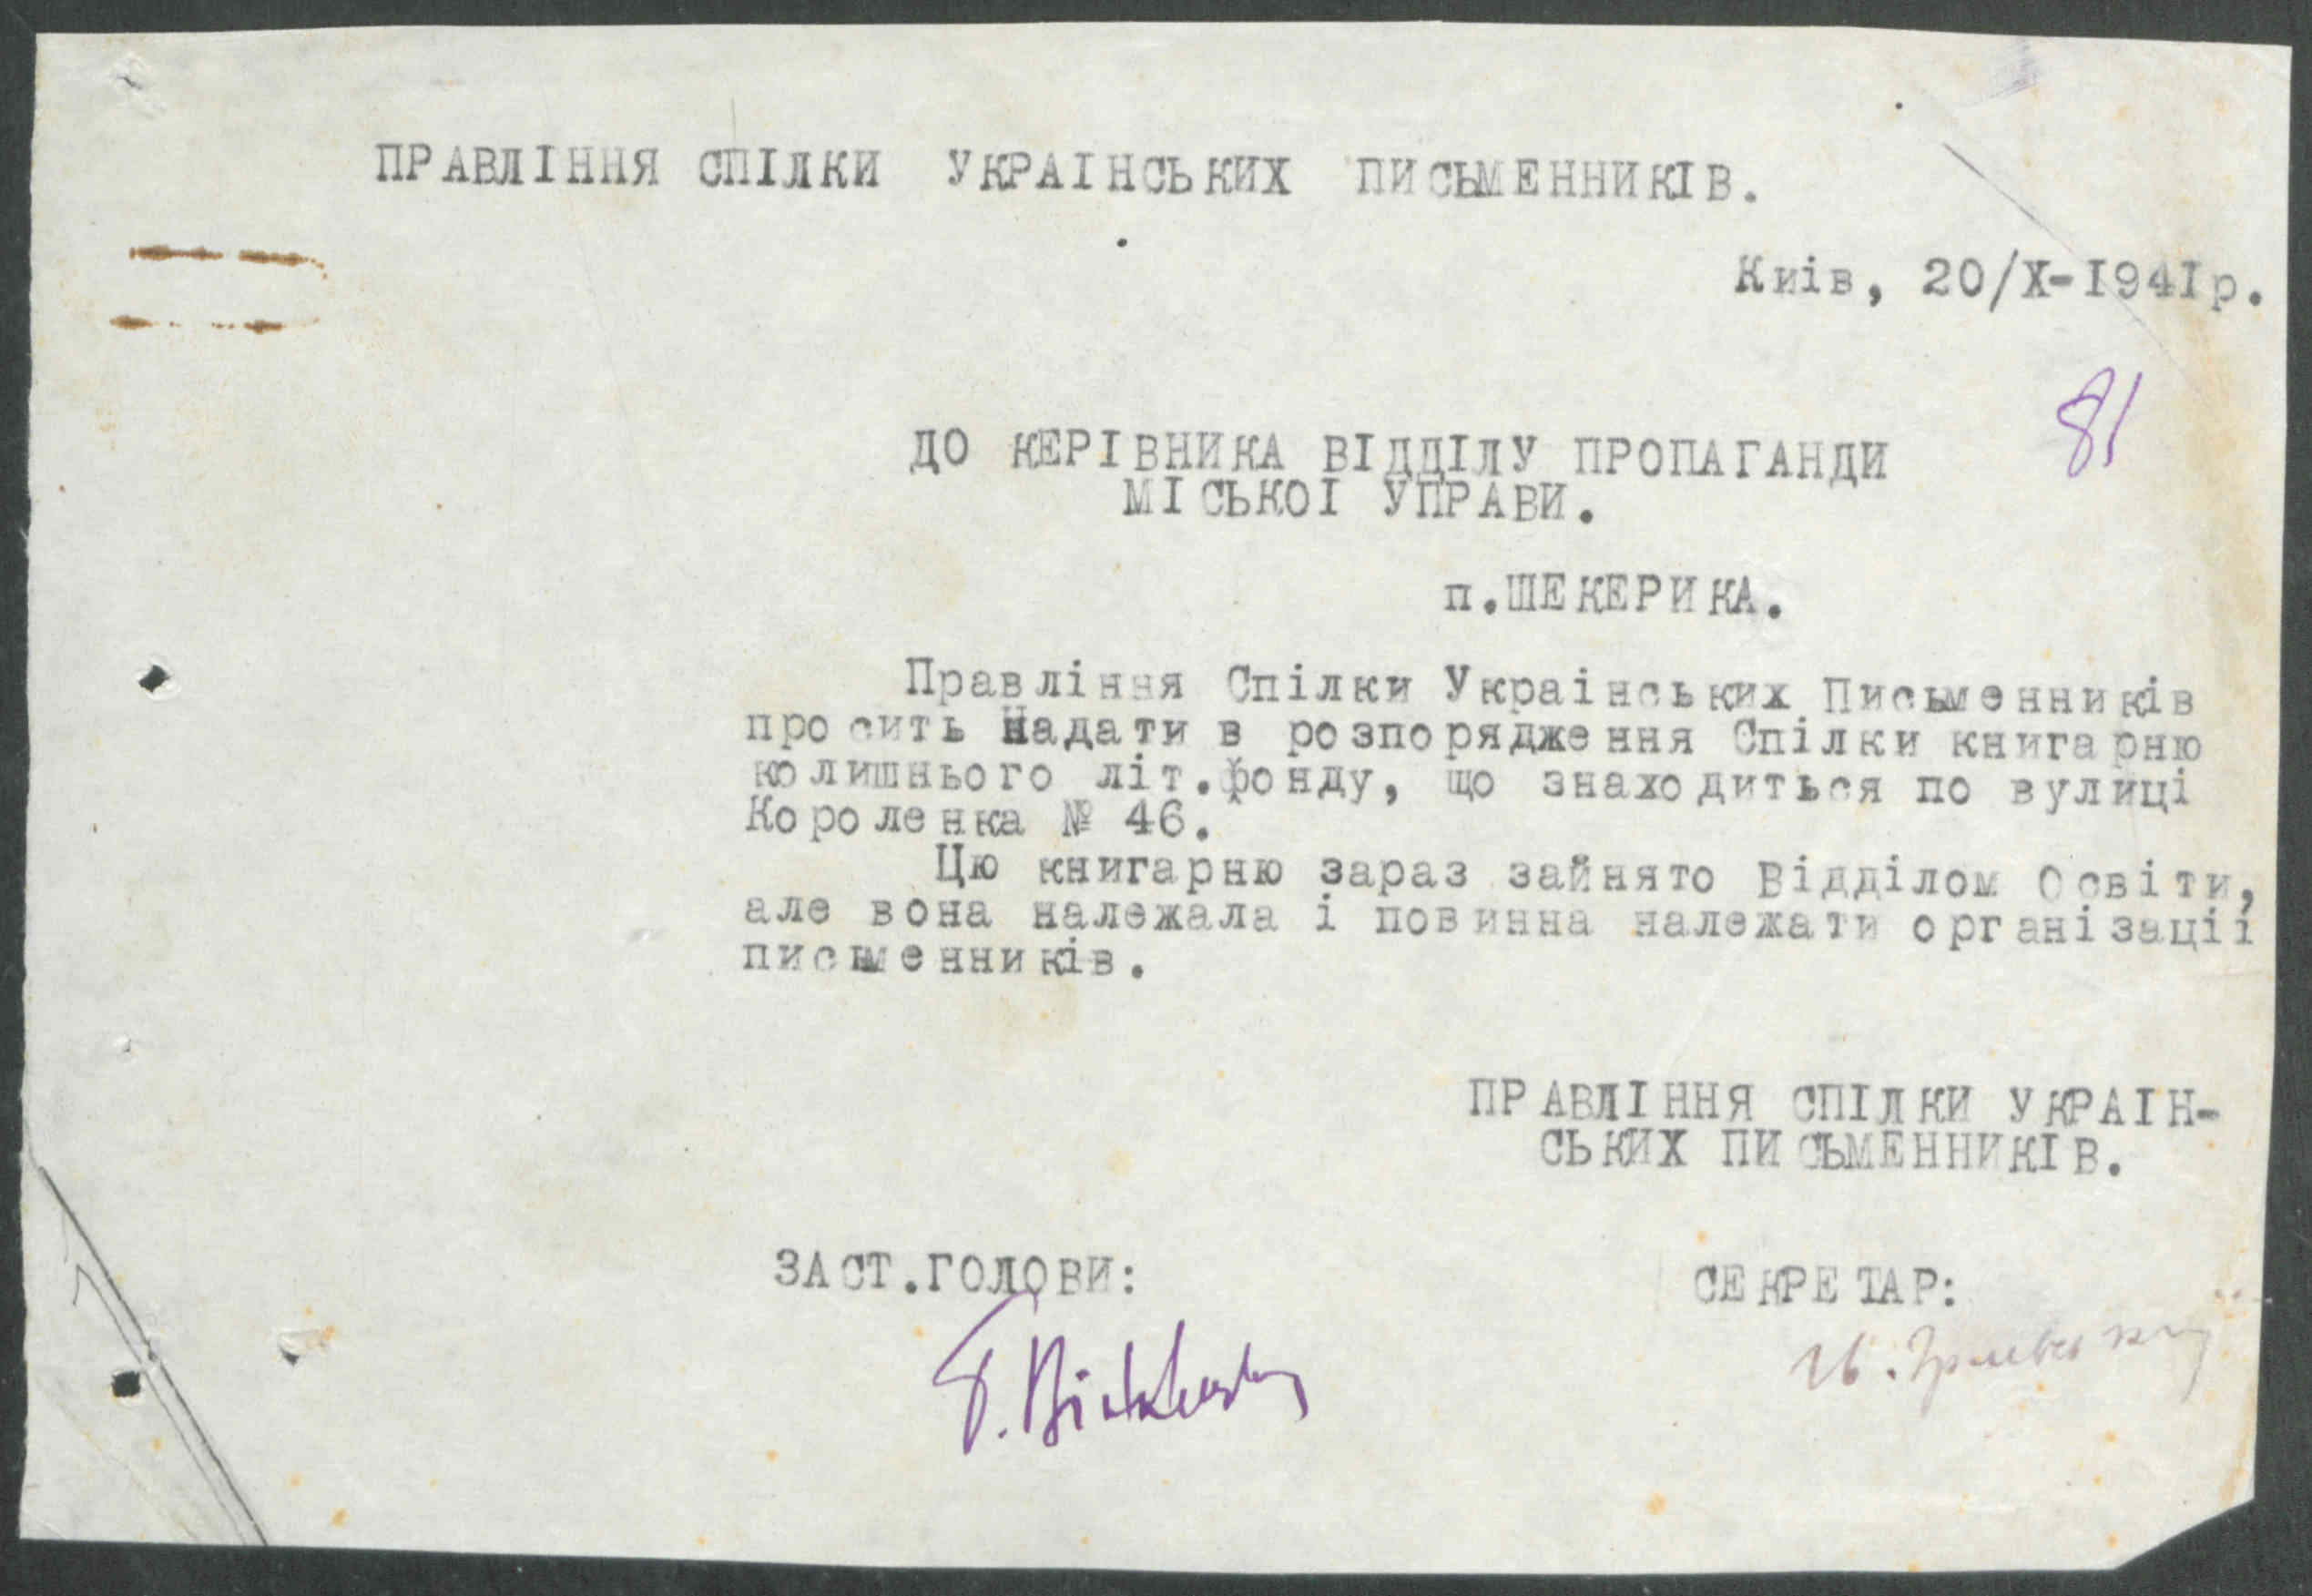 ПРАВЛІННЯ СПІЛКИ УКРАІНСЬКИХ ПИСЬМЕННИКІВ.
Киів, 20/X-I94Iр.
81
ДО КЕРІВНИКА ВІДДІЛУ ПРОПАГАНДИ
МІСЬКОІ УПРАВИ.
п.ШЕКЕРИКА.
Правління Спілки Украінських Письменників
просить Надати в розпорядження Спілки книгарню
колишнього літ.фонду, що знаходиться по вулиці
Короленка № 46.
Цю книгарню зараз зайнято Відділом Освіти,
але вона належала і повинна належати організаціі
письменників.
ПРАВЛІННЯ СПІЛКИ УКРАІН-
СЬКИХ ПИСЬМЕННИКІВ.
ЗАСТ.ГОЛОВИ:
СЕКРЕТАР: